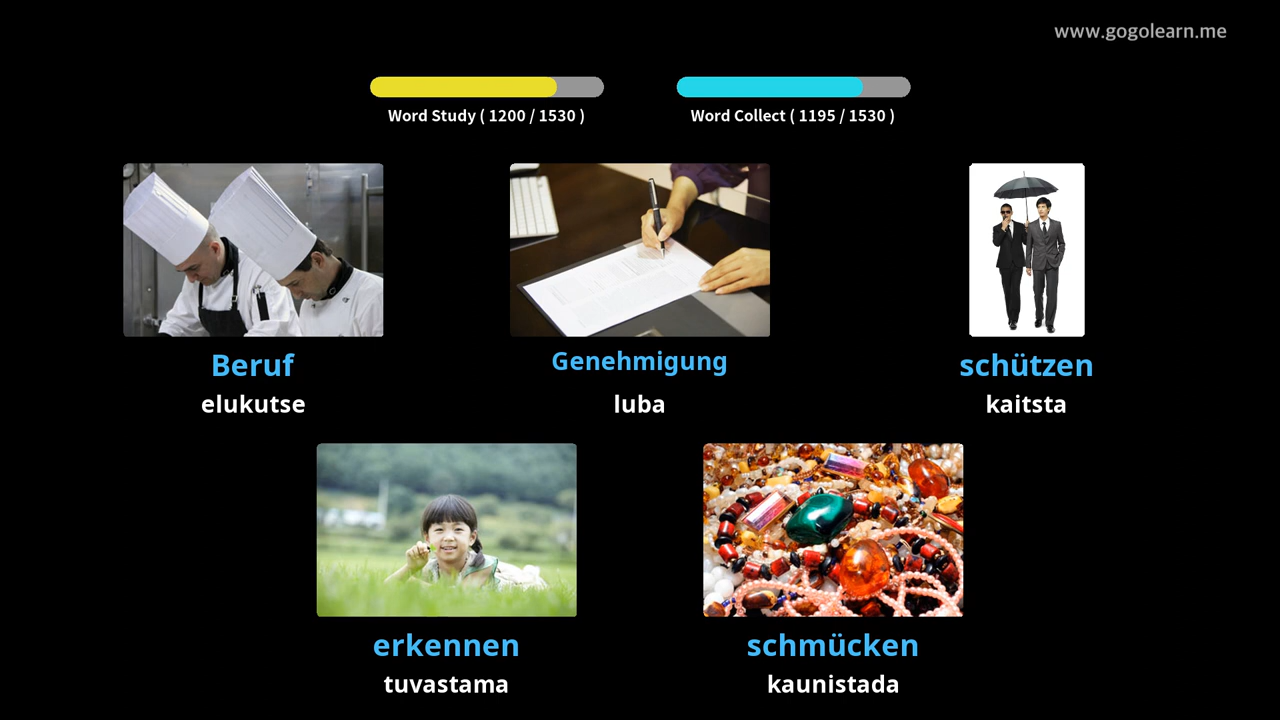 www.gogolearn.me
Word Study ( 1200 / 1530 )
Word Collect ( 1195 / 1530 )
Beruf
elukutse
Genehmigung
luba
schützen
kaitsta
erkennen
tuvastama
schmücken
kaunistada